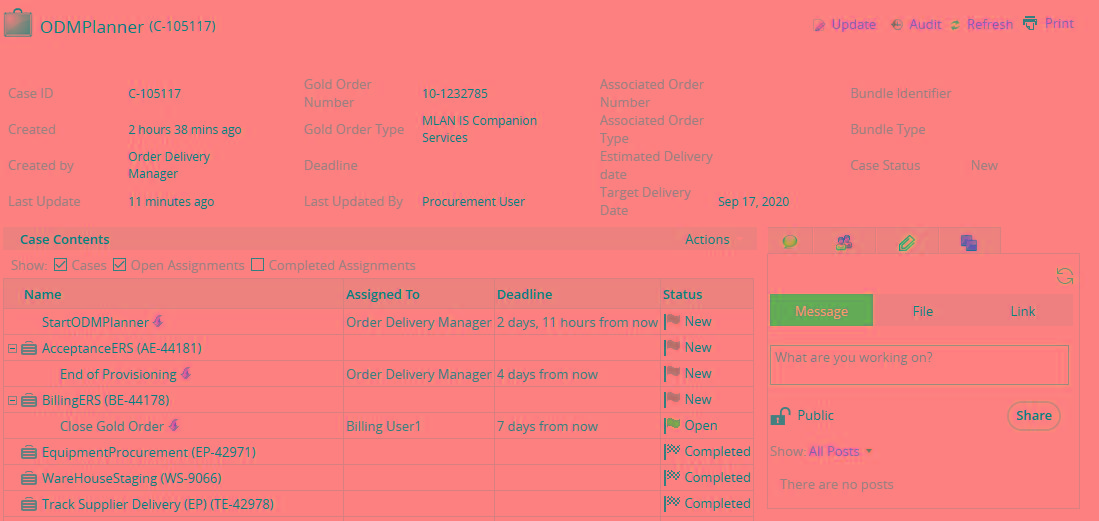 ODMPlanner (C-105117)
Update Audit Refresh Print
Case ID C-105117 Gold Order Number 10-1232785 Associated Order Number Bundle Identifier
Created 2 hours 38 mins ago Gold Order Type MLAN IS Companion Services Associated Order Type Bundle Type
Created by Order Delivery Manager Deadline Estimated Delivery date Case Status New
Last Update 11 minutes ago Last Updated By Procurement User Target Delivery Date Sep 17, 2020
Case Contents Actions
Show: Cases Open Assignments Completed Assignments
Name Assigned To Deadline Status
StartODMPlanner Order Delivery Manager 2 days, 11 hours from now New
AcceptanceERS (AE-44181) New
End of Provisioning Order Delivery Manager 4 days from now New
BillingERS (BE-44178) New
Close Gold Order Billing User1 7 days from now Open
EquipmentProcurement (EP-42971) Completed
WareHouseStaging (WS-9066) Completed
Track Supplier Delivery (EP) (TE-42978) Completed
Message File Link
What are you working on?
Public Share
Show: All Posts
There are no posts